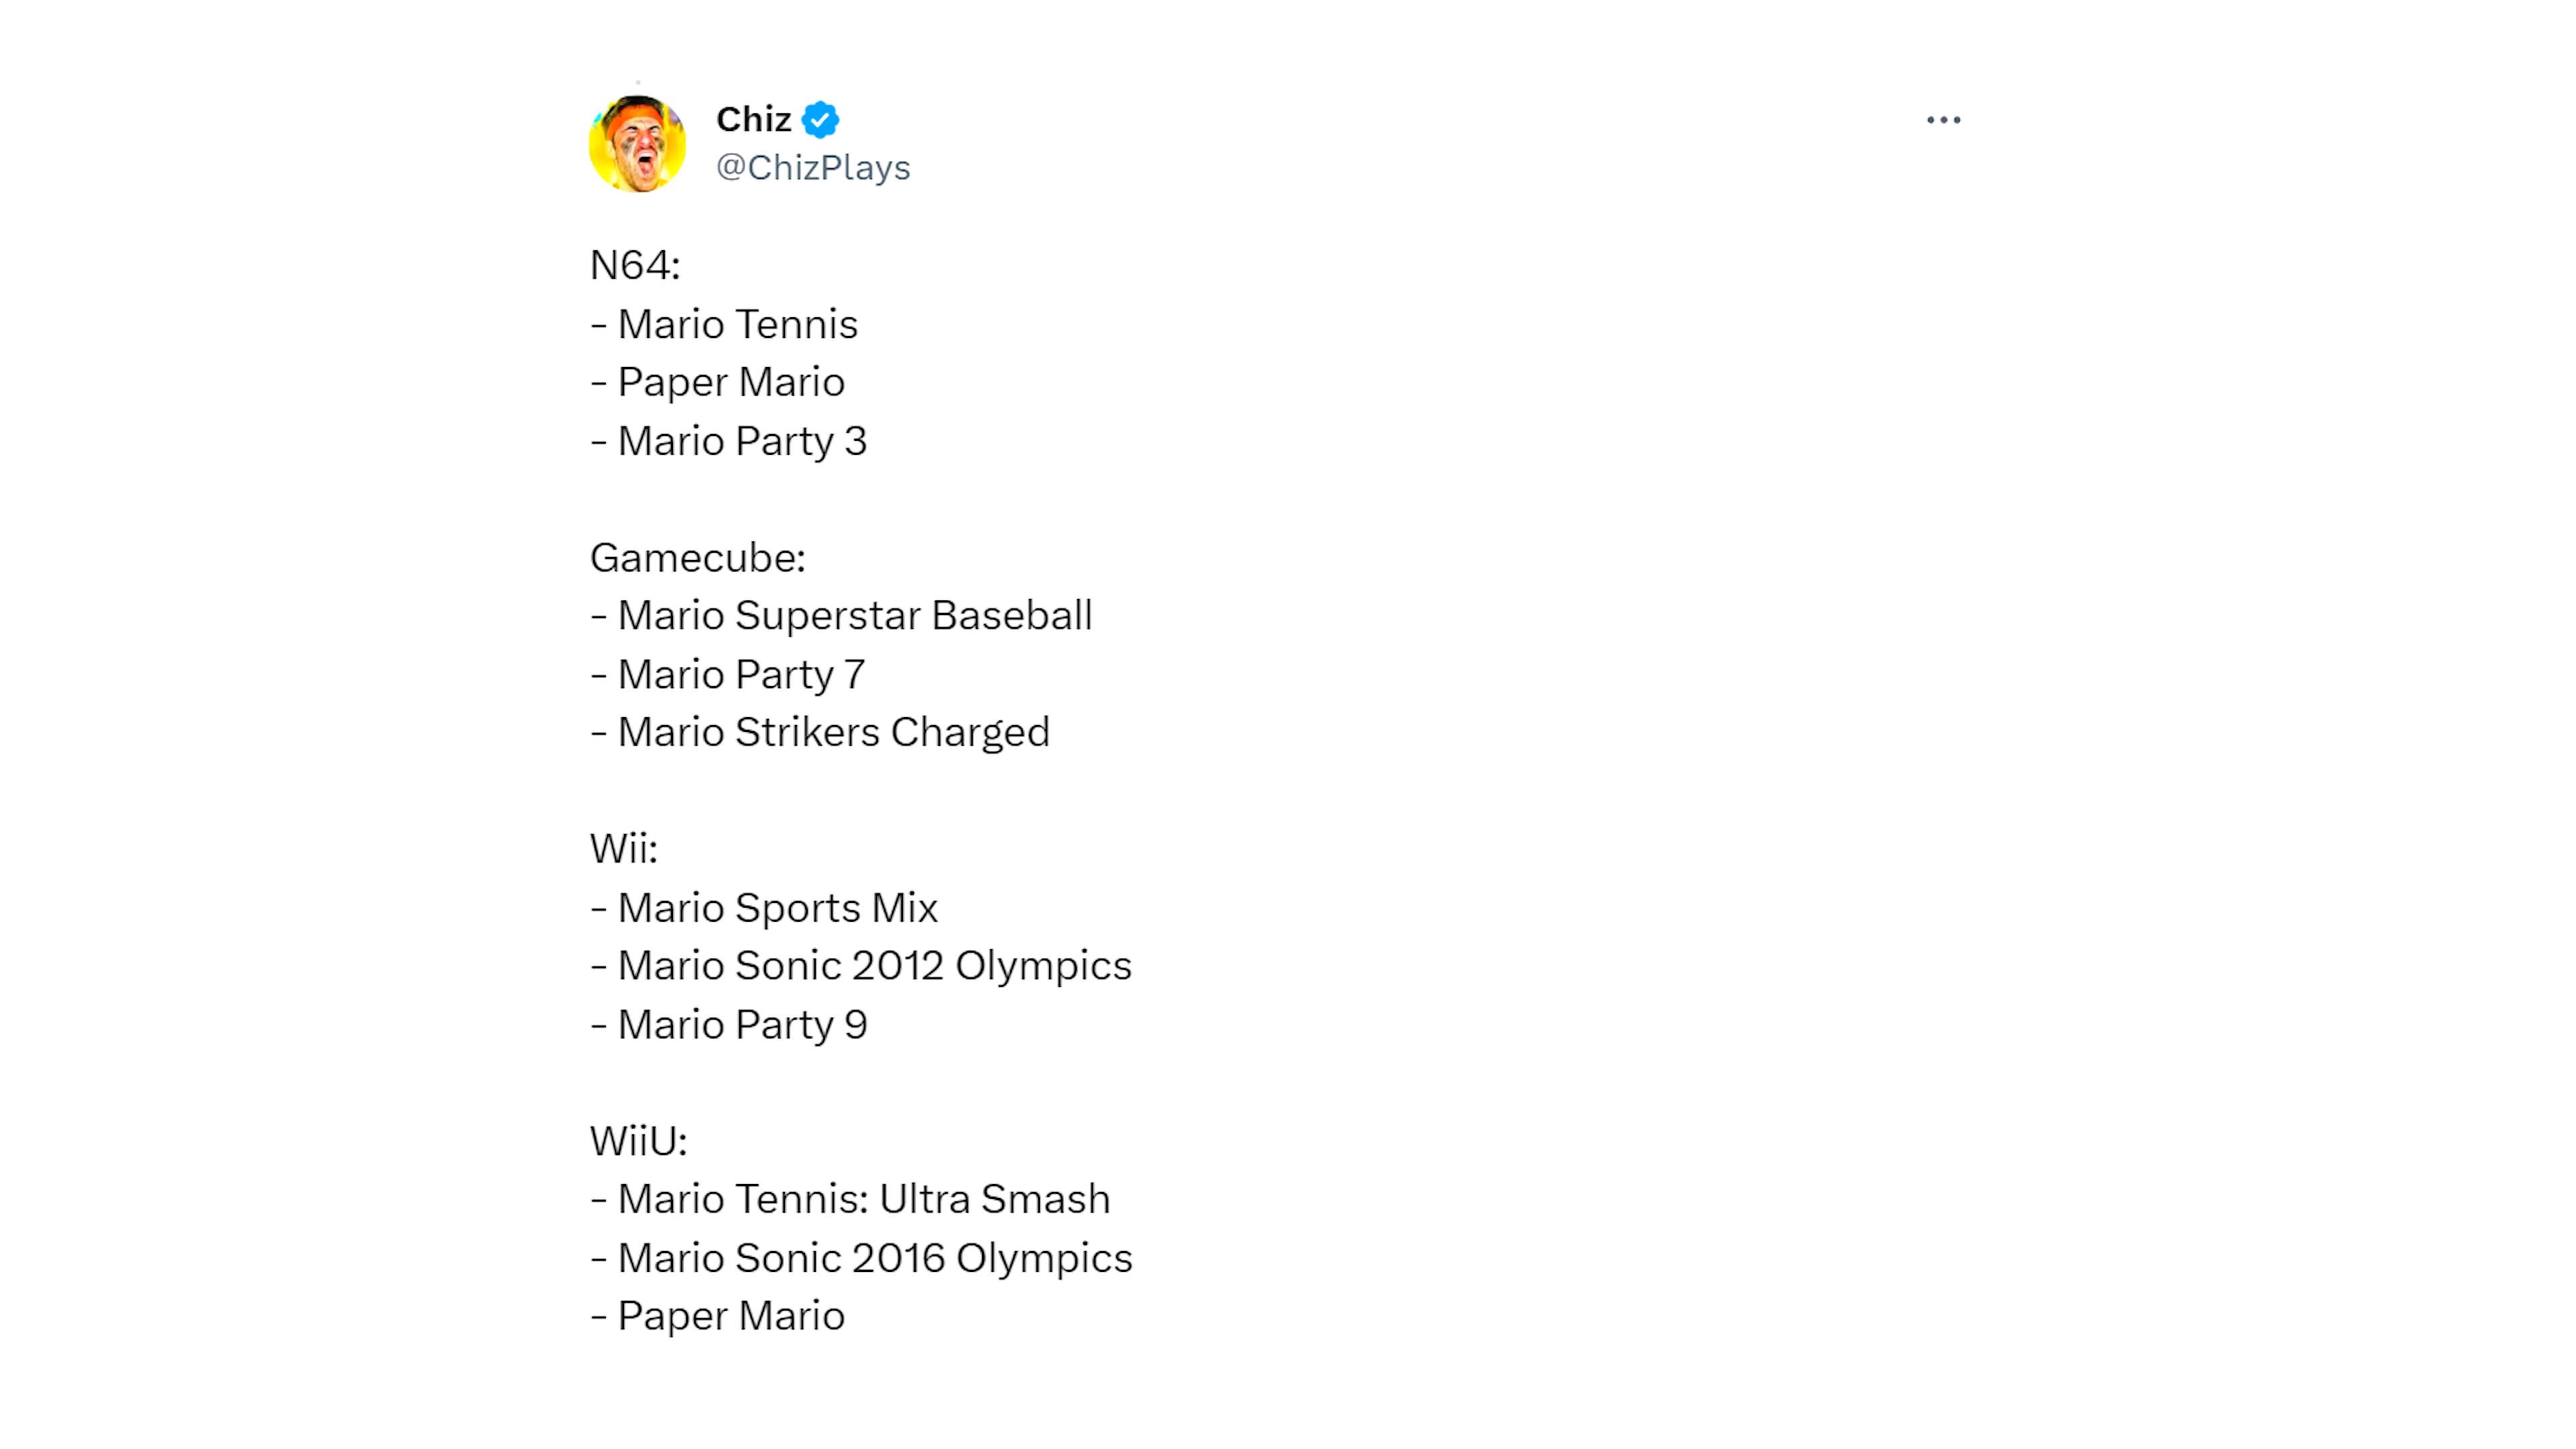 Chiz
@ChizPlays
N64:
- Mario Tennis
- Paper Mario
- Mario Party 3
Gamecube:
- Mario Superstar Baseball
- Mario Party 7
- Mario Strikers Charged
Wii:
- Mario Sports Mix
- Mario Sonic 2012 Olympics
- Mario Party 9
WiiU:
- Mario Tennis: Ultra Smash
- Mario Sonic 2016 Olympics
- Paper Mario